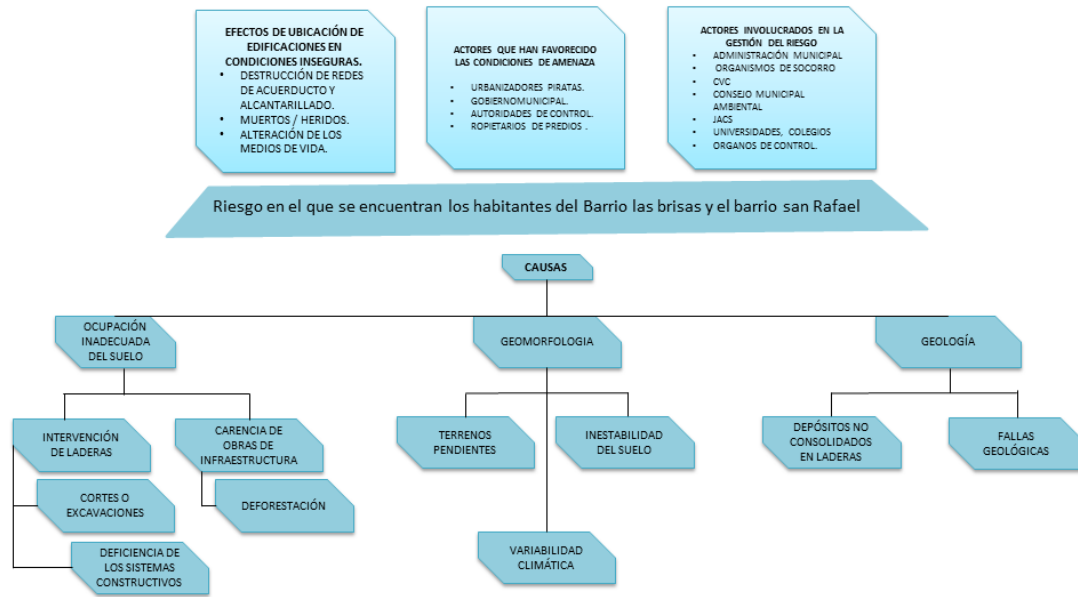 EFECTOS DE UBICACIÓN DE
EDIFICACIONES EN
CONDICIONES INSEGURAS.
• DESTRUCCIÓN DE REDES
DE ACUERDUCTO Y
ALCANTARILLADO.
• MUERTOS / HERIDOS.
• ALTERACIÓN DE LOS
MEDIOS DE VIDA.
ACTORES QUE HAN FAVORECIDO
LAS CONDICIONES DE AMENAZA
• URBANIZADORES PIRATAS.
• GOBIERNOMUNICIPAL.
• AUTORIDADES DE CONTROL.
• ROPIETARIOS DE PREDIOS .
ACTORES INVOLUCRADOS EN LA
GESTIÓN DEL RIESGO
• ADMINISTRACIÓN MUNICIPAL
• ORGANISMOS DE SOCORRO
• CVC
• CONSEJO MUNICIPAL
AMBIENTAL
• JACS
• UNIVERSIDADES, COLEGIOS
• ORGANOS DE CONTROL.
Riesgo en el que se encuentran los habitantes del Barrio las brisas y el barrio san Rafael
CAUSAS
OCUPACIÓN
INADECUADA
DEL SUELO
GEOMORFOLOGIA
GEOLOGÍA
INTERVENCIÓN
DE LADERAS
CARENCIA DE
OBRAS DE
INFRAESTRUCTURA
TERRENOS
PENDIENTES
INESTABILIDAD
DEL SUELO
DEPÓSITOS NO
CONSOLIDADOS
EN LADERAS
FALLAS
GEOLÓGICAS
CORTES O
EXCAVACIONES
DEFORESTACIÓN
DEFICIENCIA DE
LOS SISTEMAS
CONSTRUCTIVOS
VARIABILIDAD
CLIMÁTICA